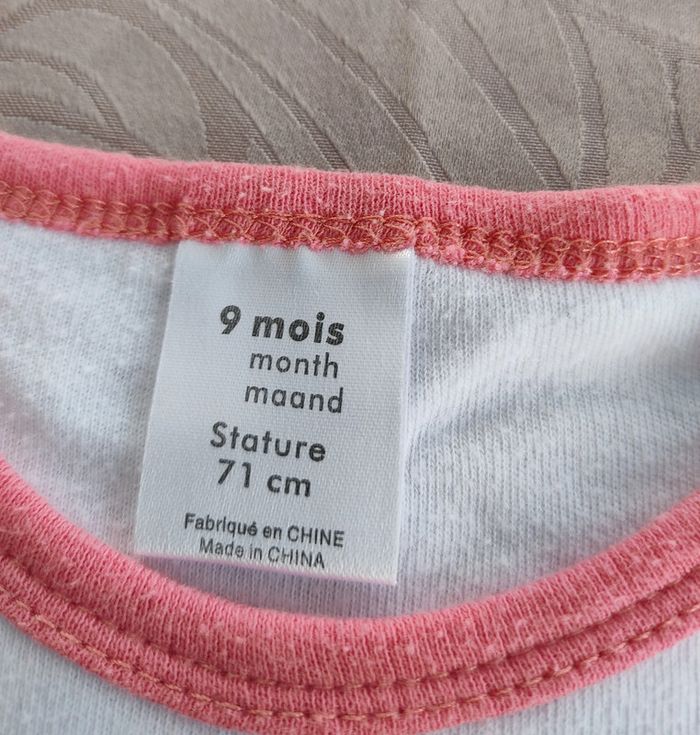 9 mois
month
maand
Stature
71 cm
Fabriqué en CHINE
Made in CHINA